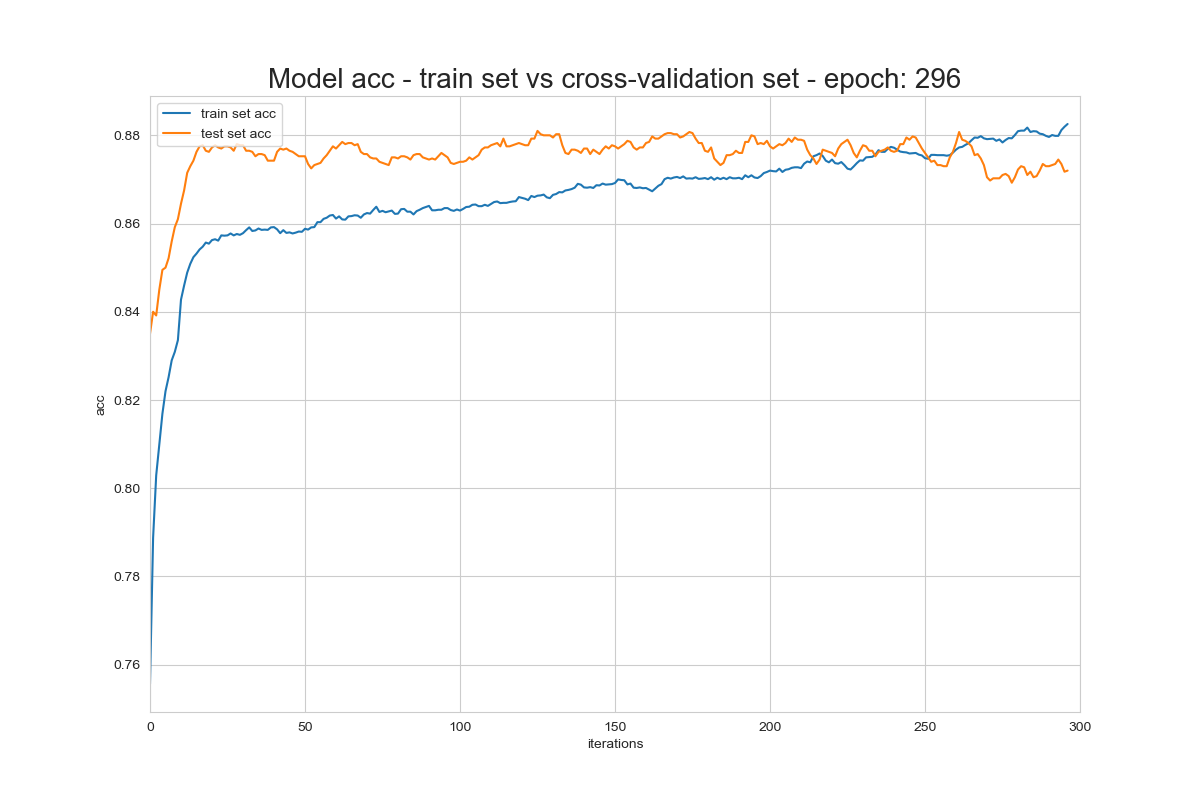 Model acc - train set vs cross-validation set - epoch: 296
train set acc
test set acc
0.88
0.86
0.84
0.82
0.80
0.78
0.76
acc
0 50 100 150 200 250 300
iterations